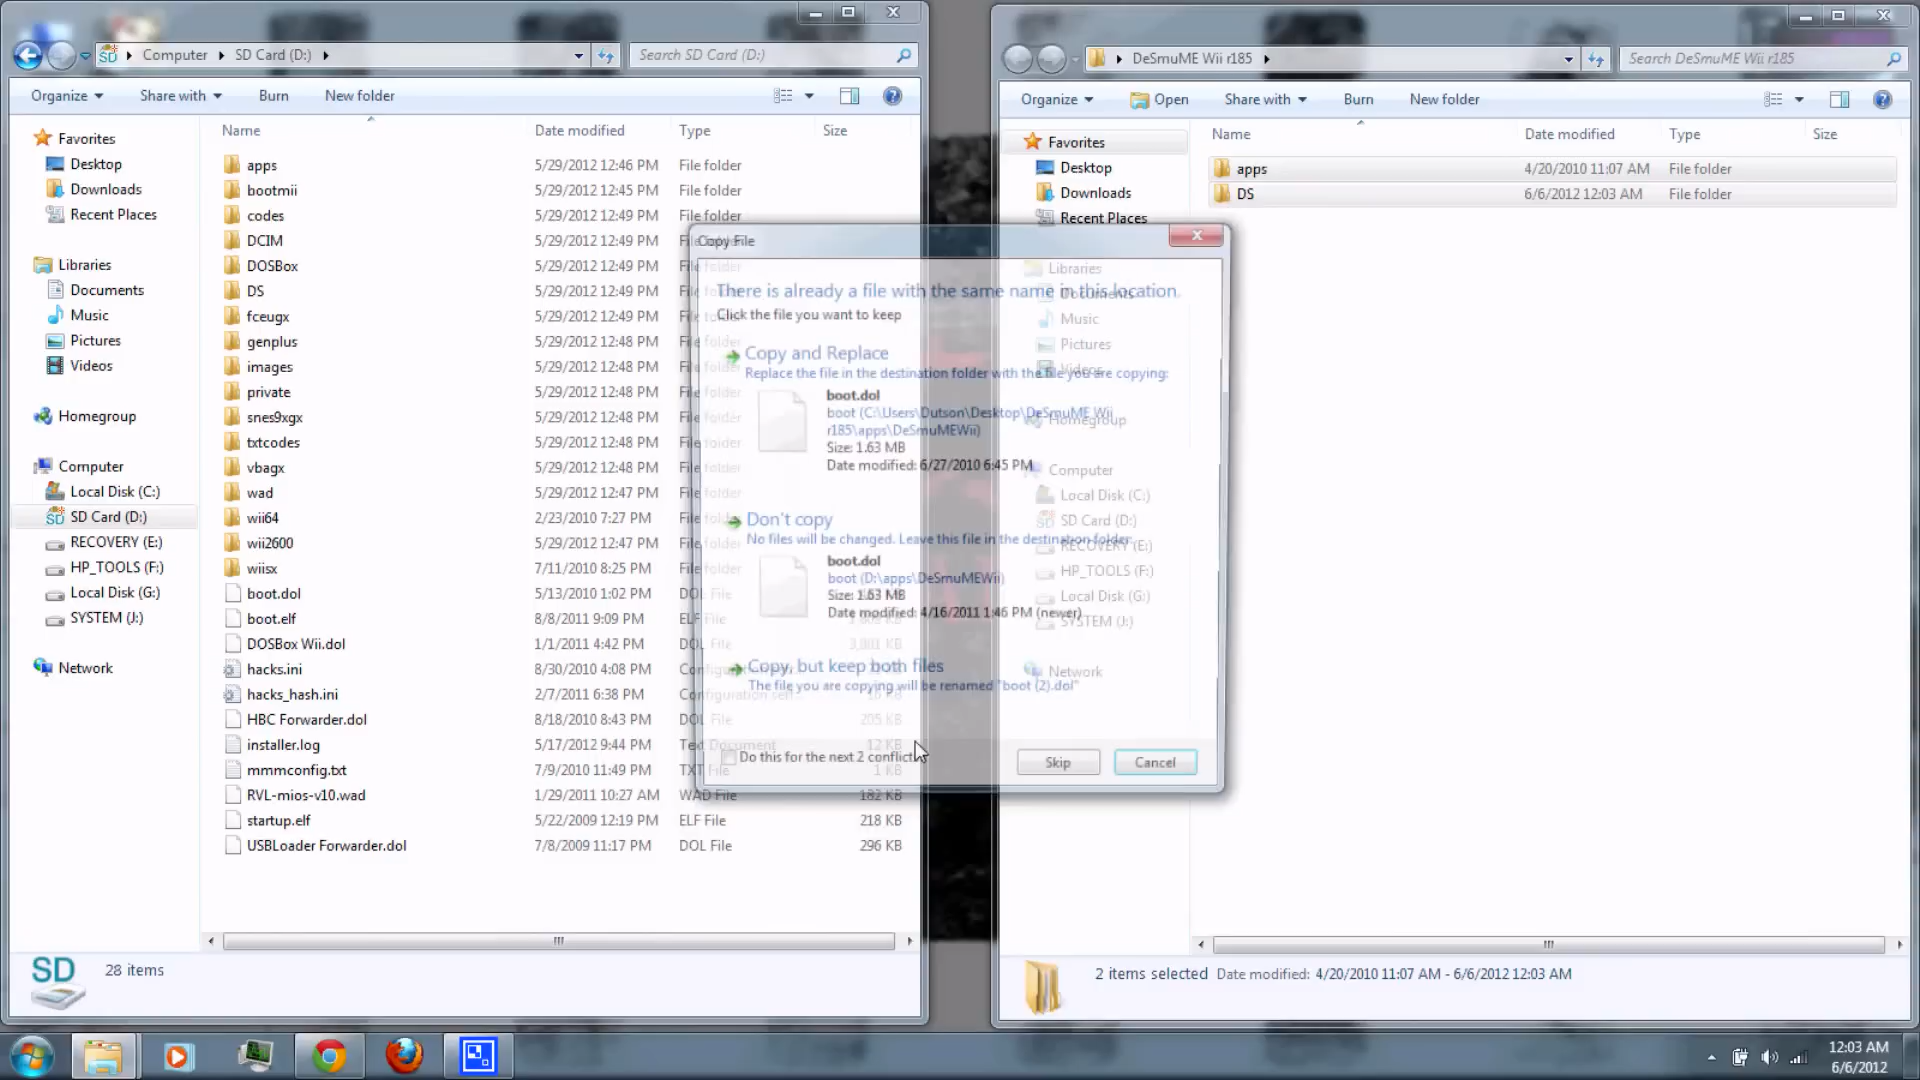 Computer SD Card (D:)
Search SD Card (D:)
Organize Share with Burn New folder
Name Date modified Type Size
Favorites
Desktop
Downloads
Recent Places
Libraries
Documents
Music
Pictures
Videos
Homegroup
Computer
Local Disk (C:)
SD Card (D:)
RECOVERY (E:)
HP_TOOLS (F:)
Local Disk (G:)
SYSTEM (J:)
Network
apps 5/29/2012 12:46 PM File folder
bootmii 5/29/2012 12:45 PM File folder
codes 5/29/2012 12:49 PM File folder
DCIM 5/29/2012 12:49 PM
DOSBox 5/29/2012 12:49 PM File folder
DS 5/29/2012 12:49 PM File folder
fceugx 5/29/2012 12:49 PM File folder
genplus 5/29/2012 12:48 PM File folder
images 5/29/2012 12:48 PM File folder
private 5/29/2012 12:48 PM File folder
snes9xgx 5/29/2012 12:48 PM File folder
txtcodes 5/29/2012 12:48 PM File folder
vbagx 5/29/2012 12:48 PM File folder
wad 5/29/2012 12:47 PM File folder
wii64 2/23/2010 7:27 PM File folder
wii2600 5/29/2012 12:47 PM File folder
wiisx 7/11/2010 8:25 PM File folder
boot.dol 5/13/2010 1:02 PM DOL File
boot.elf 8/8/2011 9:09 PM ELF File
DOSBox Wii.dol 1/1/2011 4:42 PM DOL File 3,001 KB
hacks.ini 8/30/2010 4:08 PM
hacks_hash.ini 2/7/2011 6:38 PM
HBC Forwarder.dol 8/18/2010 8:43 PM DOL File 205 KB
installer.log 5/17/2012 9:44 PM Text Document 12 KB
mmmconfig.txt 7/9/2010 11:49 PM TXT File 1 KB
RVL-mios-v10.wad 1/29/2011 10:27 AM WAD File 182 KB
startup.elf 5/22/2009 12:19 PM ELF File 218 KB
USBLoader Forwarder.dol 7/8/2009 11:17 PM DOL File 296 KB
SD 28 items
DeSmuME Wii r185
Search DeSmuME Wii r185
Organize Open Share with Burn New folder
Name Date modified Type Size
Favorites
Desktop
Downloads
Recent Places
Libraries
Documents
Music
Pictures
Videos
Homegroup
Computer
Local Disk (C:)
SD Card (D:)
RECOVERY (E:)
HP_TOOLS (F:)
Local Disk (G:)
SYSTEM (J:)
Network
apps 4/20/2010 11:07 AM File folder
DS 6/6/2012 12:03 AM File folder
2 items selected Date modified: 4/20/2010 11:07 AM - 6/6/2012 12:03 AM
Copy File
There is already a file with the same name in this location.
Click the file you want to keep
Copy and Replace
Replace the file in the destination folder with the file you are copying:
boot.dol
boot (C:\Users\Dutson\Desktop\DeSmuME Wii
r185\apps\DeSmuMEWii)
Size: 1.63 MB
Date modified: 6/27/2010 6:45 PM
Don't copy
No files will be changed. Leave this file in the destination folder:
boot.dol
boot (D:\apps\DeSmuMEWii)
Size: 1.63 MB
Date modified: 4/16/2011 1:46 PM (newer)
Copy, but keep both files
The file you are copying will be renamed "boot (2).dol"
Do this for the next 2 conflicts
Skip Cancel
12:03 AM
6/6/2012